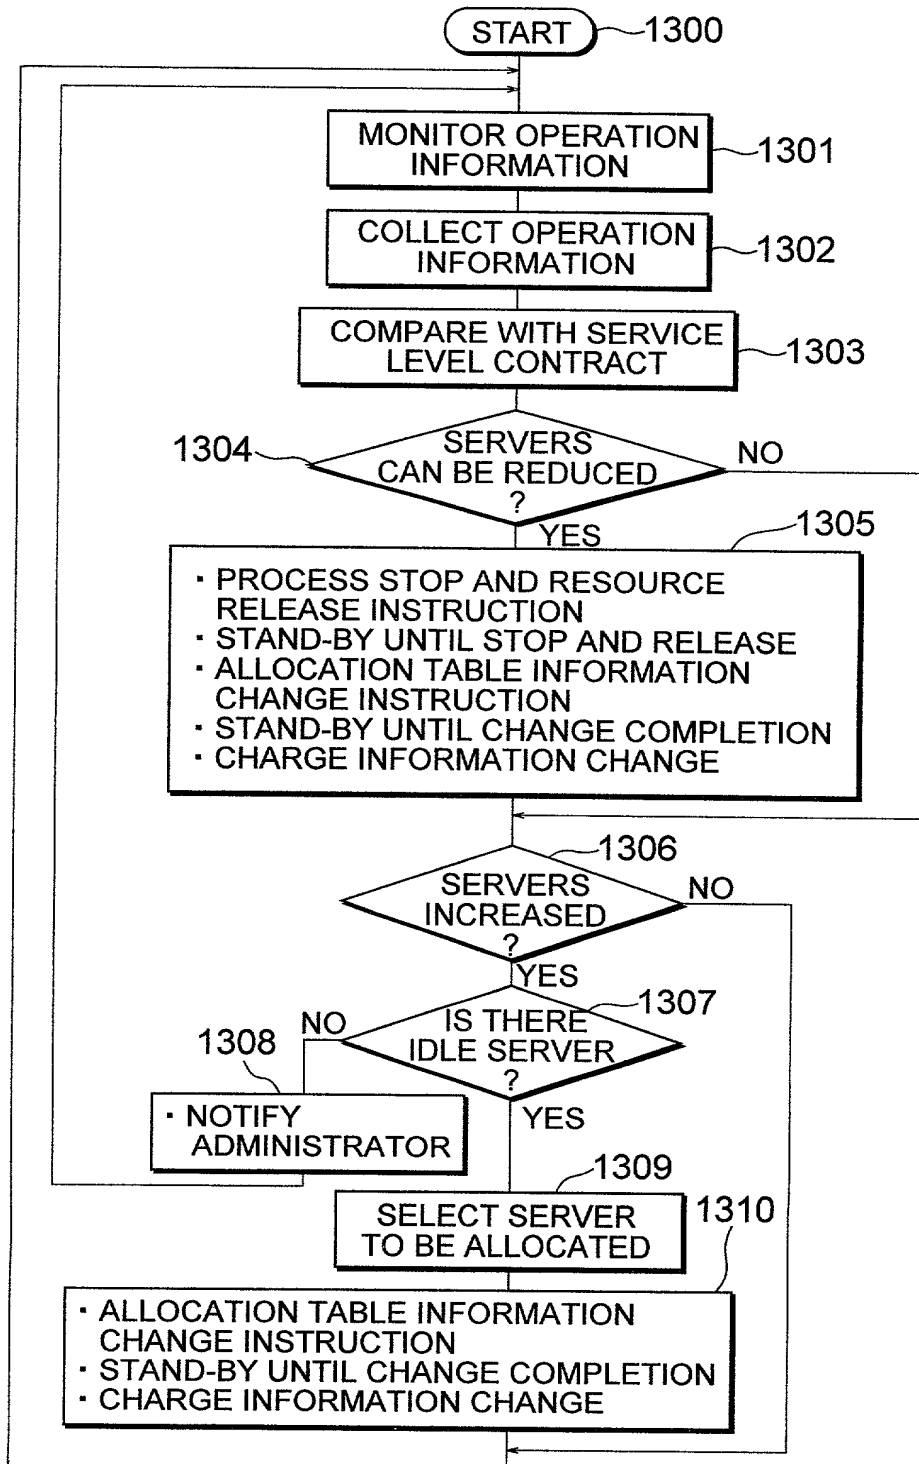 START
1300
MONITOR OPERATION
INFORMATION
1301
COLLECT OPERATION
INFORMATION
1302
COMPARE WITH SERVICE
LEVEL CONTRACT
1303
1304
SERVERS
CAN BE REDUCED
?
NO
YES
1305
· PROCESS STOP AND RESOURCE
RELEASE INSTRUCTION
· STAND-BY UNTIL STOP AND RELEASE
· ALLOCATION TABLE INFORMATION
CHANGE INSTRUCTION
· STAND-BY UNTIL CHANGE COMPLETION
· CHARGE INFORMATION CHANGE
1306
SERVERS
INCREASED
?
NO
YES
1307
IS THERE
IDLE SERVER
?
NO
YES
1308
· NOTIFY
ADMINISTRATOR
1309
SELECT SERVER
TO BE ALLOCATED
1310
· ALLOCATION TABLE INFORMATION
CHANGE INSTRUCTION
· STAND-BY UNTIL CHANGE COMPLETION
· CHARGE INFORMATION CHANGE